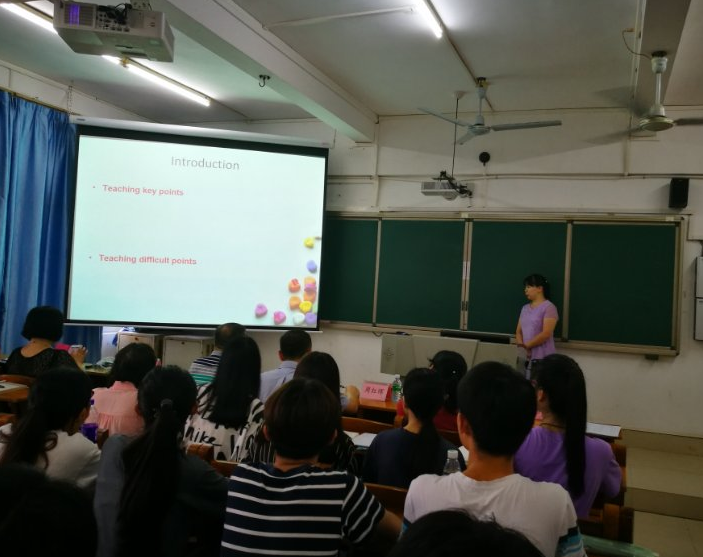 Introduction
• Teaching key points
• Teaching difficult points